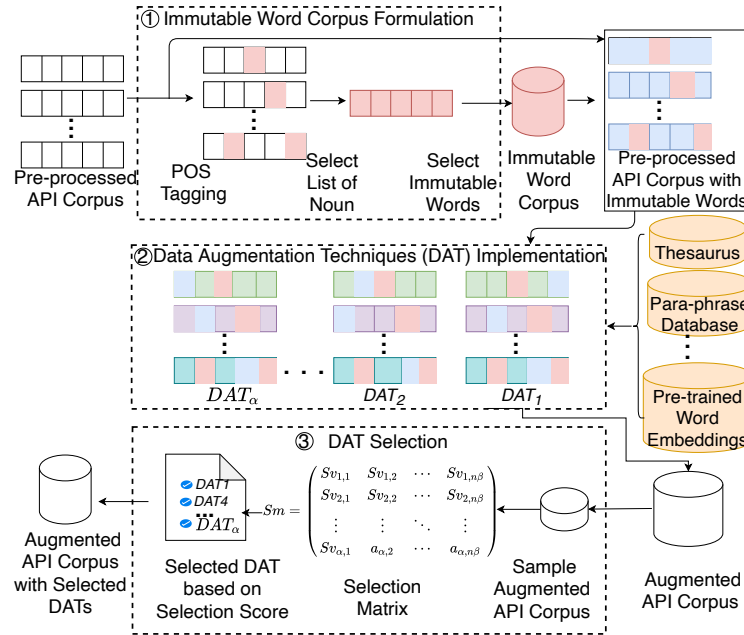 ① Immutable Word Corpus Formulation
Pre-processed
API Corpus
POS
Tagging
Select
List of
Noun
Select
Immutable
Words
Immutable
Word
Corpus
Pre-processed
API Corpus with
Immutable Words
② Data Augmentation Techniques (DAT) Implementation
DATα
DAT2
DAT1
Thesaurus
Para-phrase
Database
Pre-trained
Word
Embeddings
③ DAT Selection
Augmented
API Corpus
with Selected
DATs
DAT1
DAT4
DATα
Selected DAT
based on
Selection Score
Sm =
Sv1,1 Sv1,2 ⋯ Sv1,nβ
Sv2,1 Sv2,2 ⋯ Sv2,nβ
⋮ ⋮ ⋱ ⋮
Svα,1 aα,2 ⋯ aα,nβ
Selection
Matrix
Sample
Augmented
API Corpus
Augmented
API Corpus